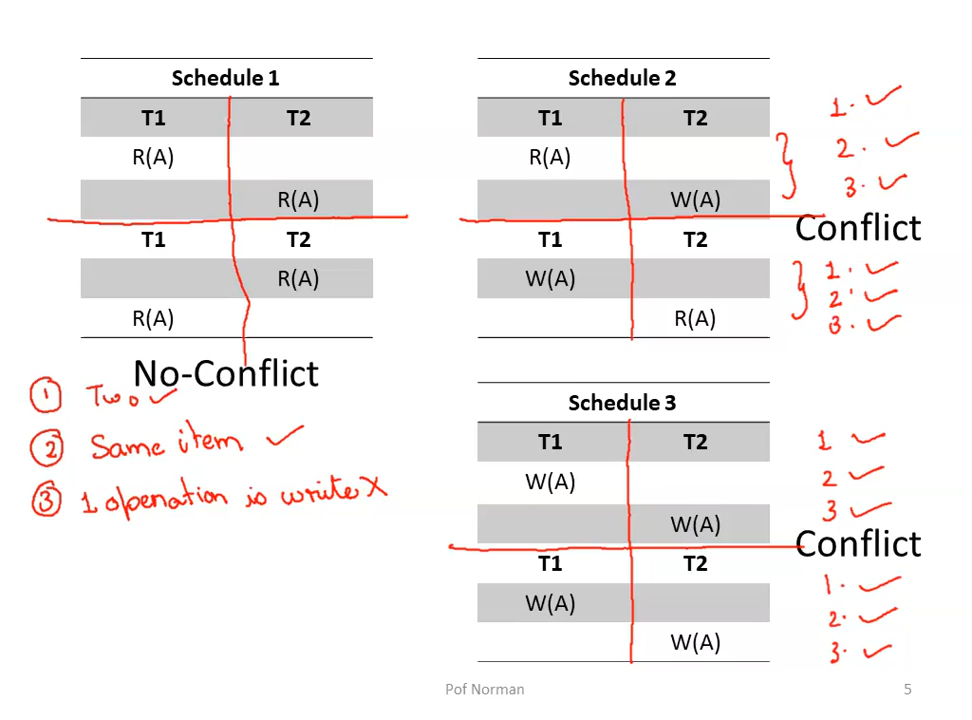 Schedule 1
T1 T2
R(A)
R(A)
T1 T2
R(A)
R(A)
No-Conflict
① Two ✓
② Same item ✓
③ 1 operation is write X
Schedule 2
T1 T2
R(A)
W(A)
T1 T2
W(A)
R(A)
1. ✓
2. ✓
3. ✓
Conflict
1. ✓
2. ✓
3. ✓
Schedule 3
T1 T2
W(A)
W(A)
T1 T2
W(A)
W(A)
1 ✓
2 ✓
3 ✓
Conflict
1. ✓
2. ✓
3. ✓
Pof Norman
5